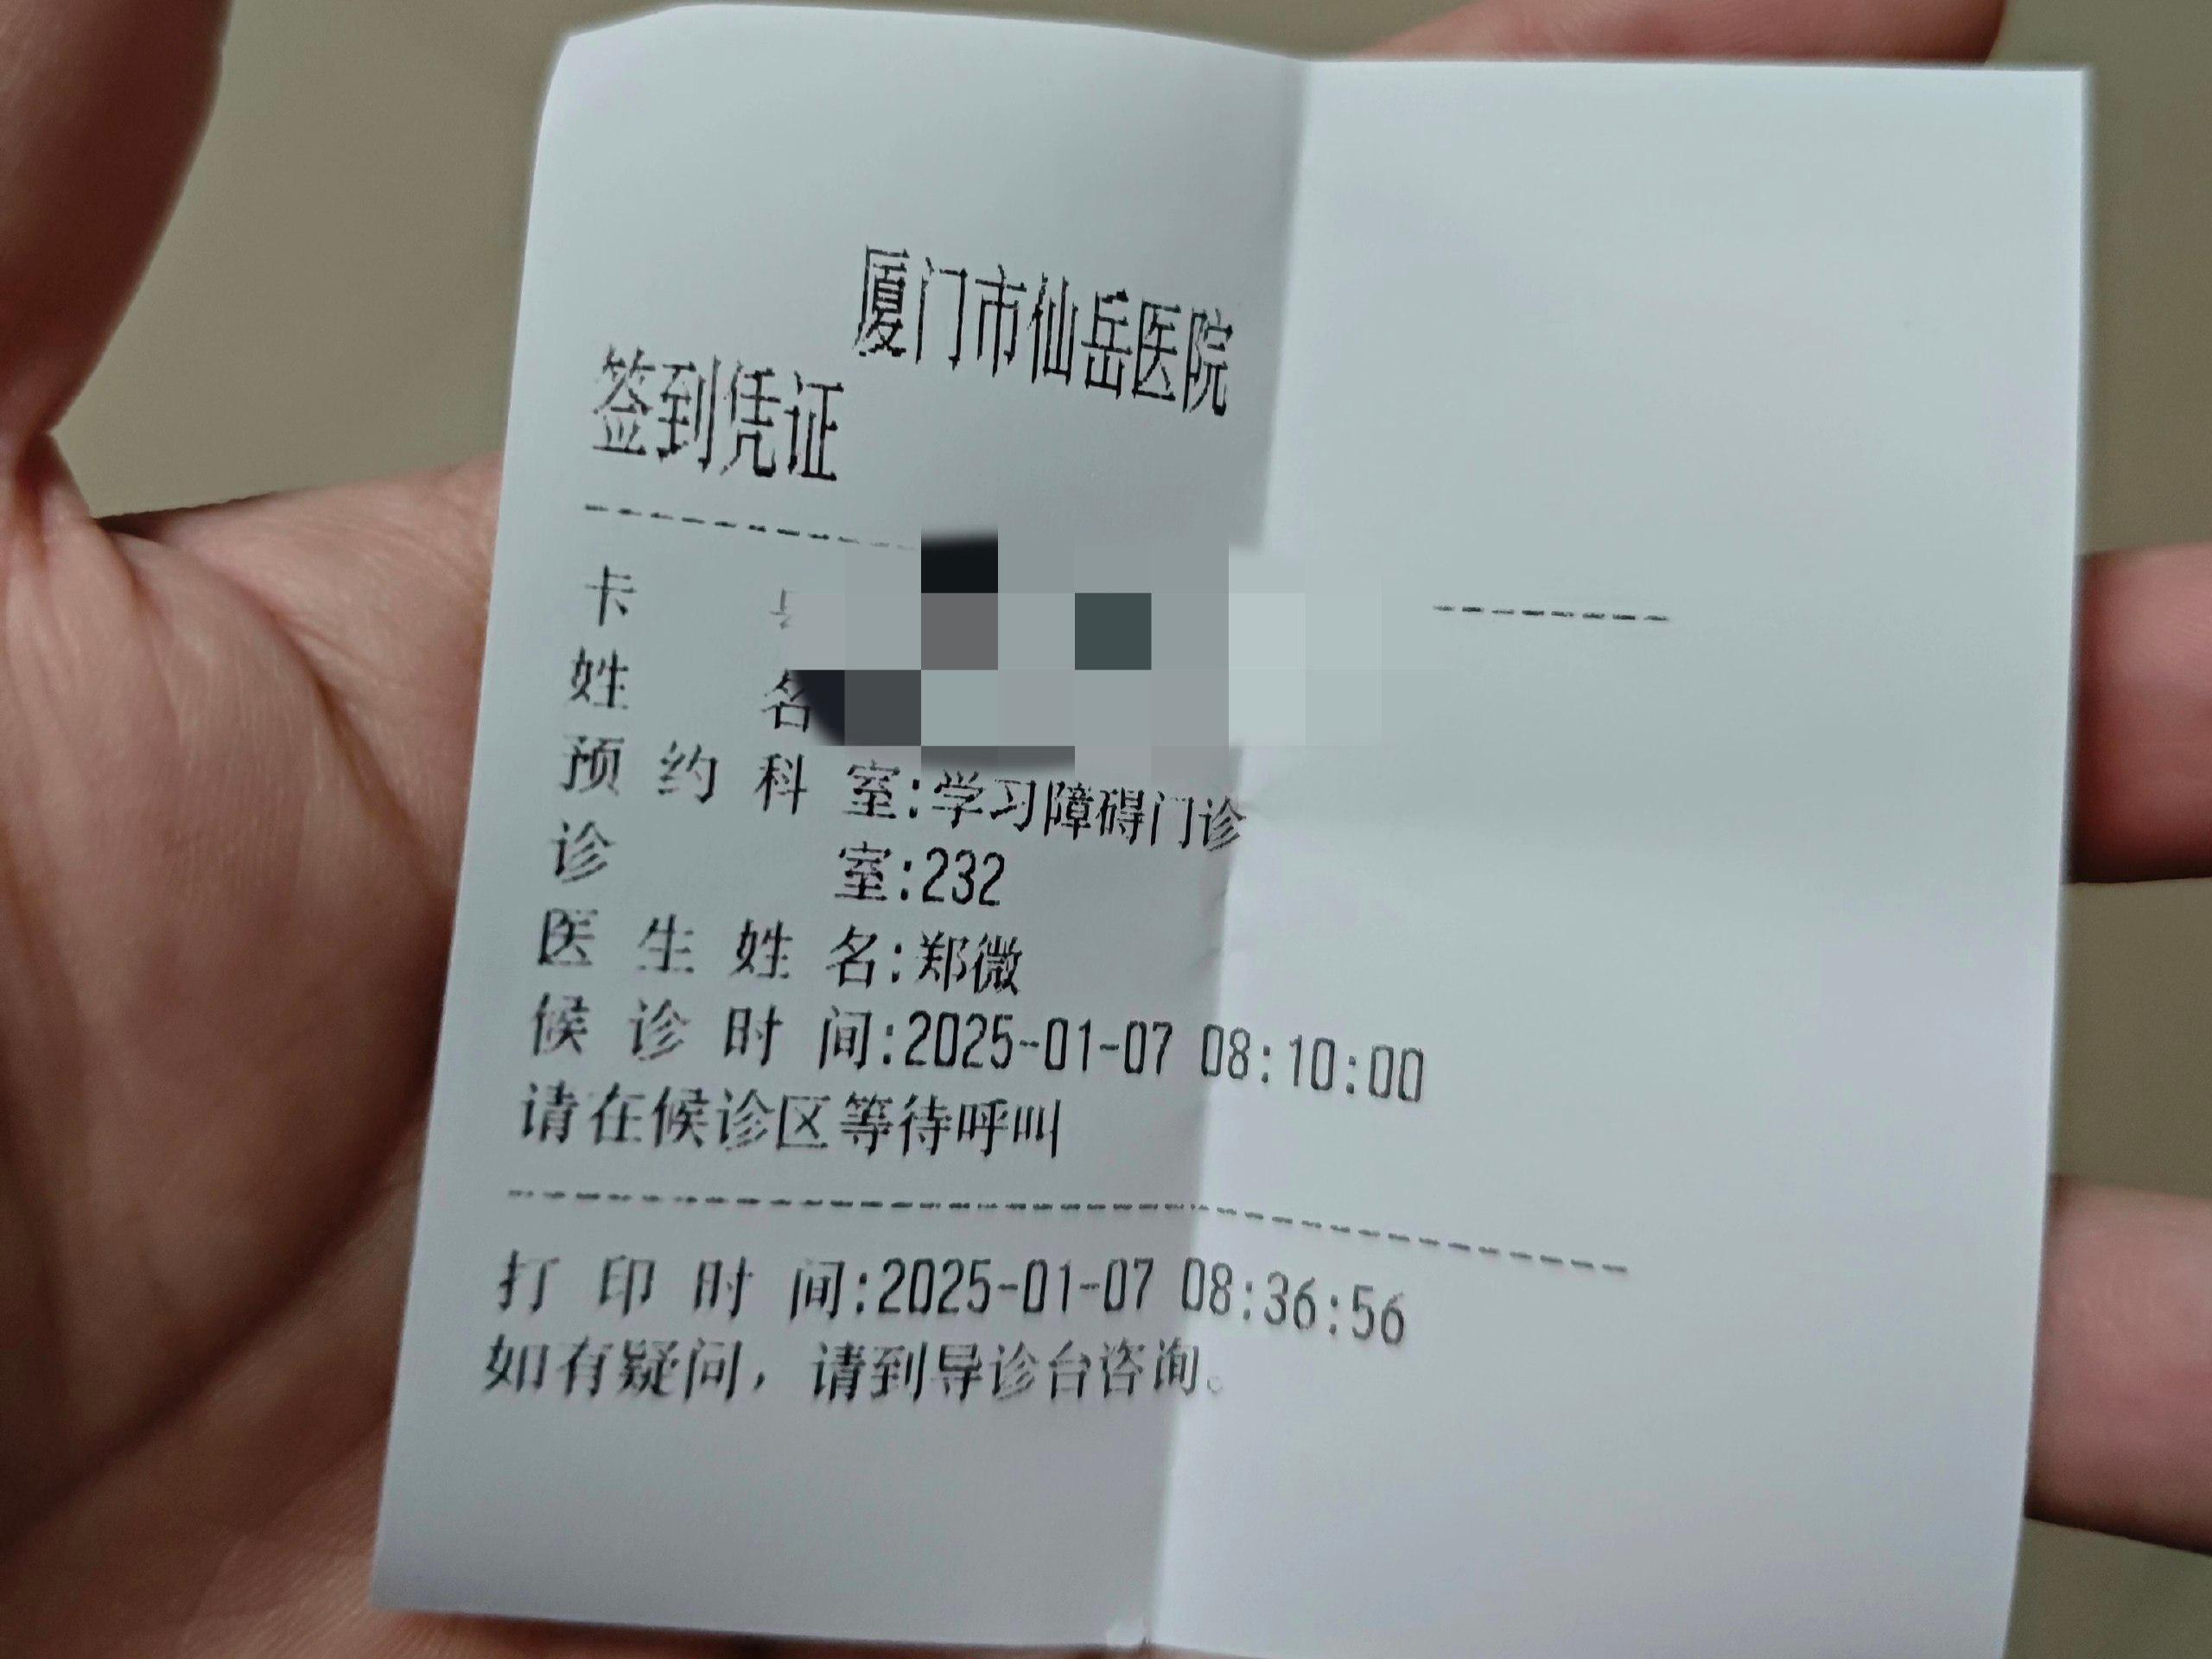 厦门市仙岳医院
签到凭证
卡
姓 名
预约科室:学习障碍门诊
诊 室:232
医生姓名:郑微
候诊时间:2025-01-07 08:10:00
请在候诊区等待呼叫
打印时间:2025-01-07 08:36:56
如有疑问，请到导诊台咨询。